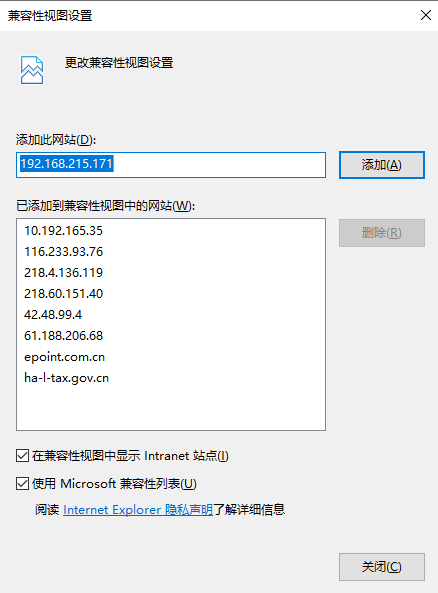 兼容性视图设置
更改兼容性视图设置
添加此网站(D):
192.168.215.171
添加(A)
已添加到兼容性视图中的网站(W):
10.192.165.35
116.233.93.76
218.4.136.119
218.60.151.40
42.48.99.4
61.188.206.68
epoint.com.cn
ha-l-tax.gov.cn
删除(R)
在兼容性视图中显示 Intranet 站点(I)
使用 Microsoft 兼容性列表(U)
阅读 Internet Explorer 隐私声明了解详细信息
关闭(C)